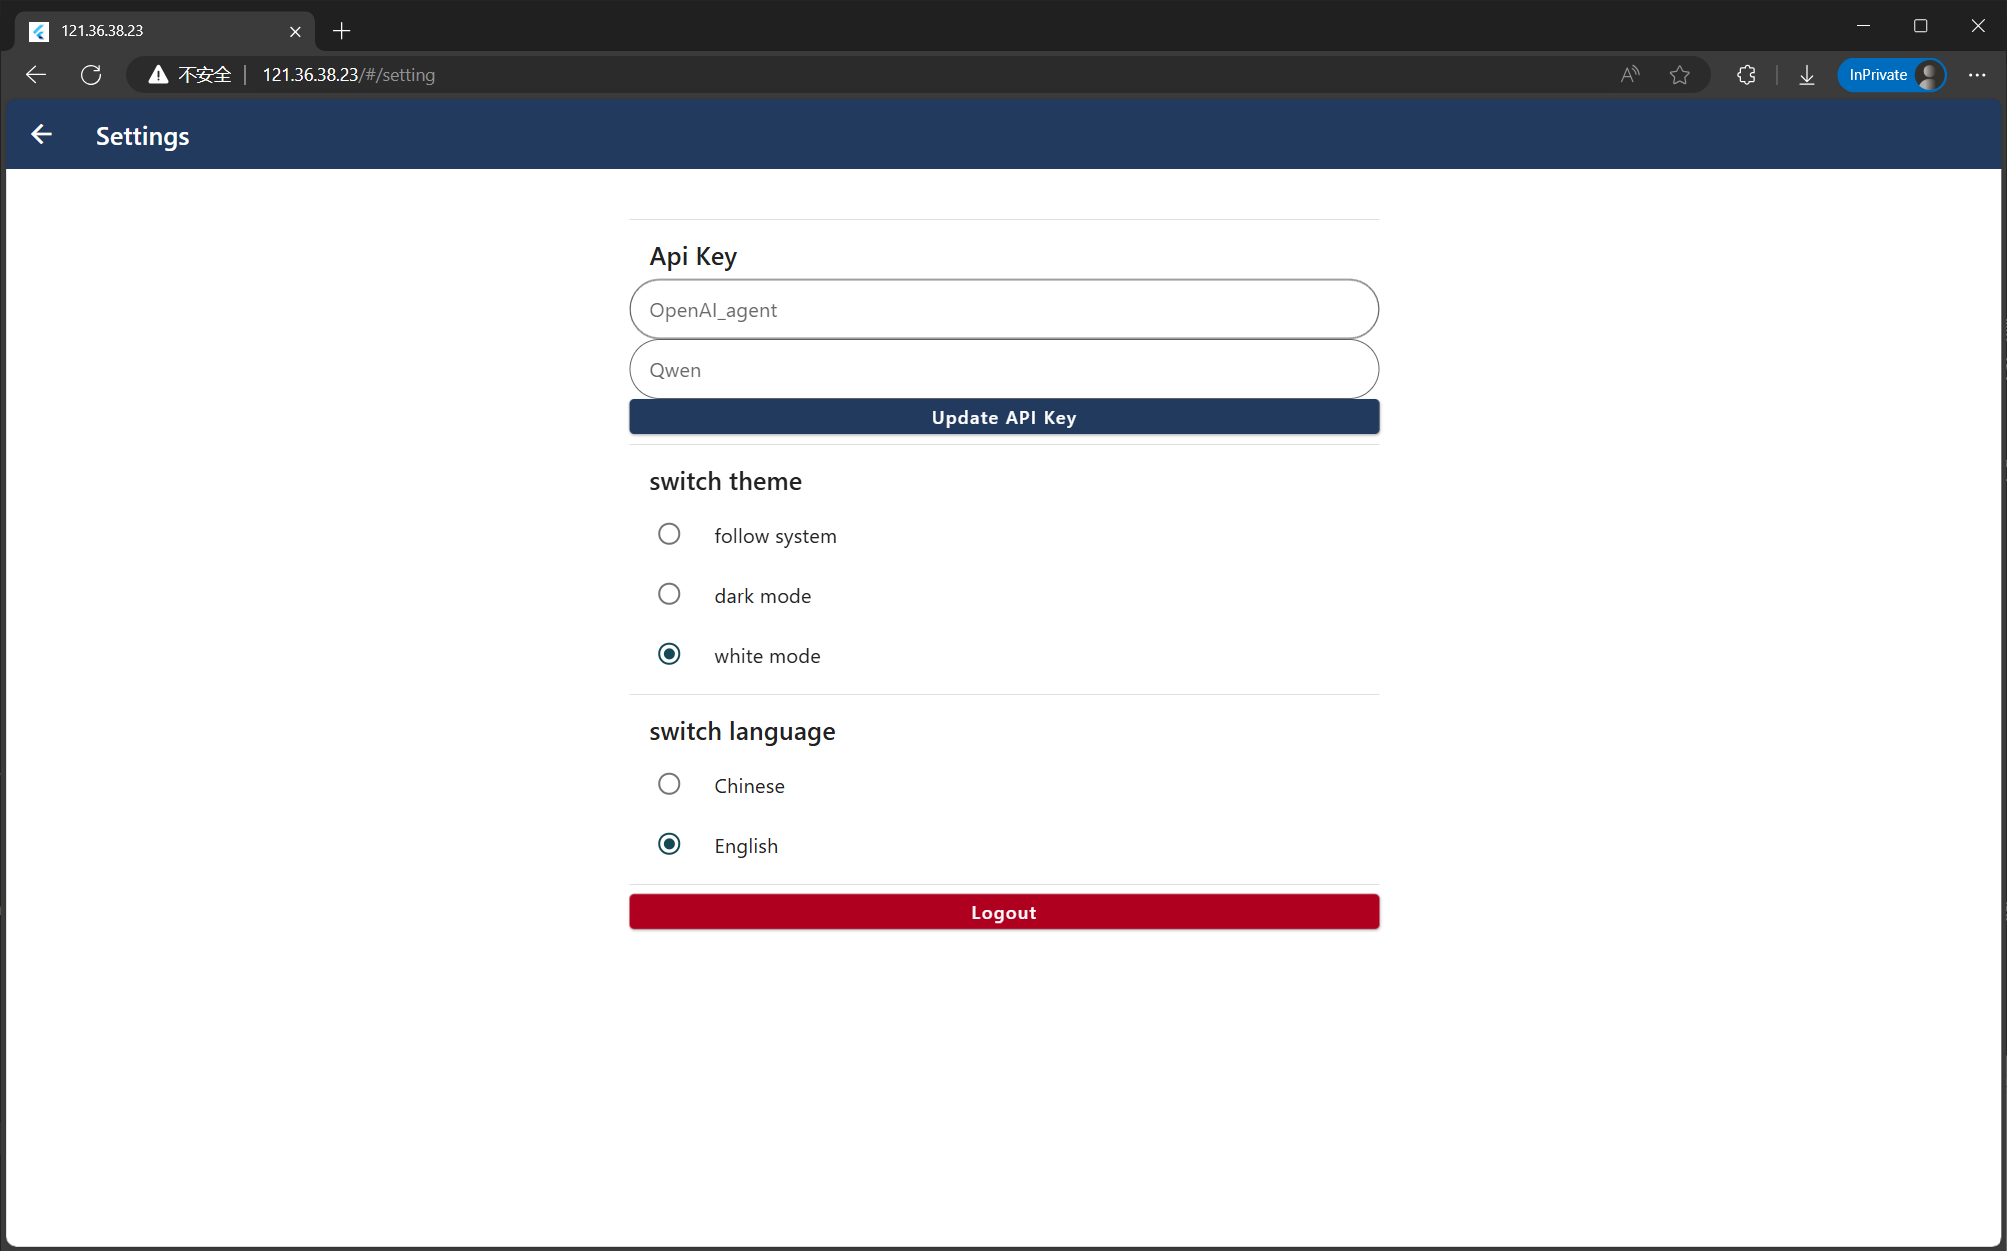 121.36.38.23
不安全 121.36.38.23/#/setting
InPrivate
Settings
Api Key
OpenAI_agent
Qwen
Update API Key
switch theme
follow system
dark mode
white mode
switch language
Chinese
English
Logout